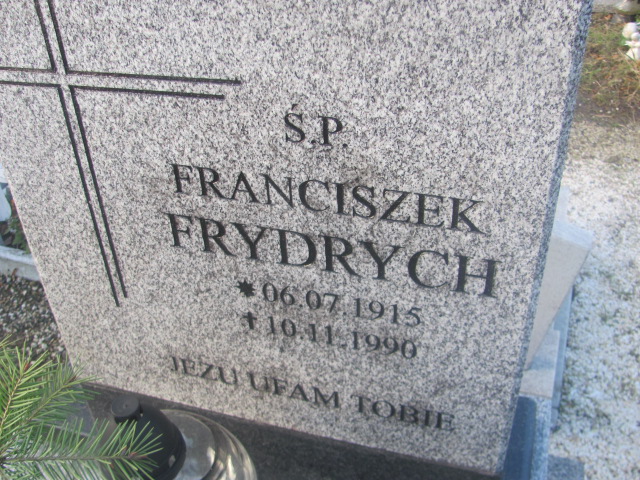 Ś.P.
FRANCISZEK
FRYDRYCH
* 06.07.1915
✝ 10.11.1990
JEZU UFAM TOBIE